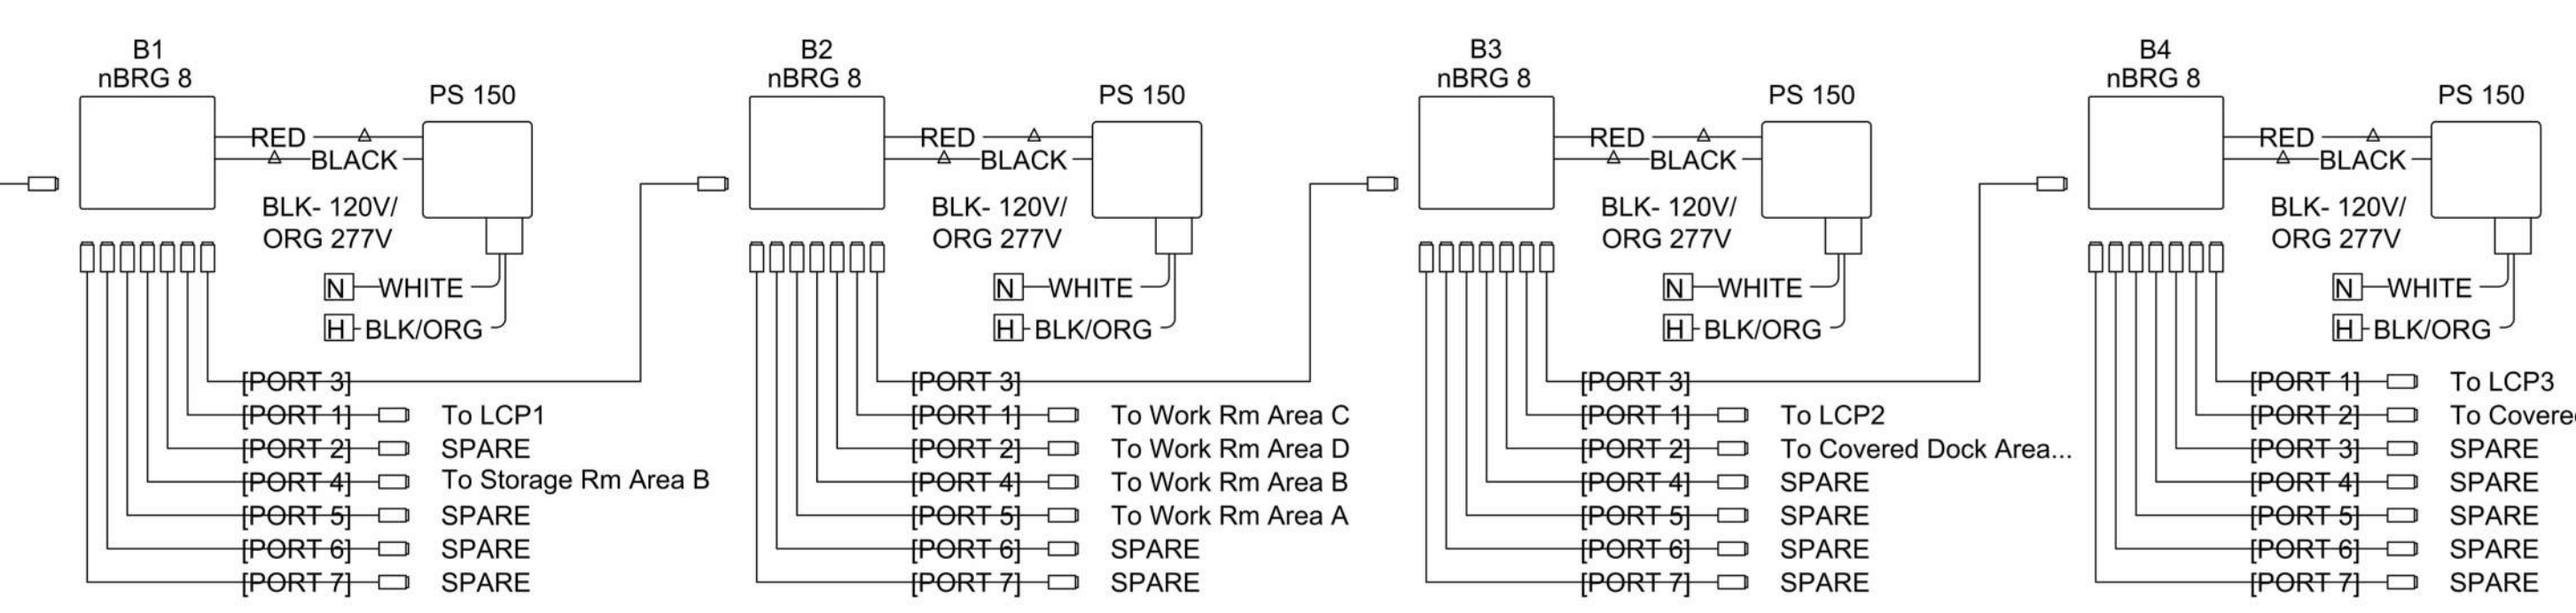 B1
nBRG 8
PS 150
RED
BLACK
BLK- 120V/
ORG 277V
N WHITE
H BLK/ORG
[PORT 3]
[PORT 1] To LCP1
[PORT 2] SPARE
[PORT 4] To Storage Rm Area B
[PORT 5] SPARE
[PORT 6] SPARE
[PORT 7] SPARE
B2
nBRG 8
PS 150
RED
BLACK
BLK- 120V/
ORG 277V
N WHITE
H BLK/ORG
[PORT 3]
[PORT 1] To Work Rm Area C
[PORT 2] To Work Rm Area D
[PORT 4] To Work Rm Area B
[PORT 5] To Work Rm Area A
[PORT 6] SPARE
[PORT 7] SPARE
B3
nBRG 8
PS 150
RED
BLACK
BLK- 120V/
ORG 277V
N WHITE
H BLK/ORG
[PORT 3]
[PORT 1] To LCP2
[PORT 2] To Covered Dock Area...
[PORT 4] SPARE
[PORT 5] SPARE
[PORT 6] SPARE
[PORT 7] SPARE
B4
nBRG 8
PS 150
RED
BLACK
BLK- 120V/
ORG 277V
N WHITE
H BLK/ORG
[PORT 1] To LCP3
[PORT 2] To
[PORT 3] SPARE
[PORT 4] SPARE
[PORT 5] SPARE
[PORT 6] SPARE
[PORT 7] SPARE